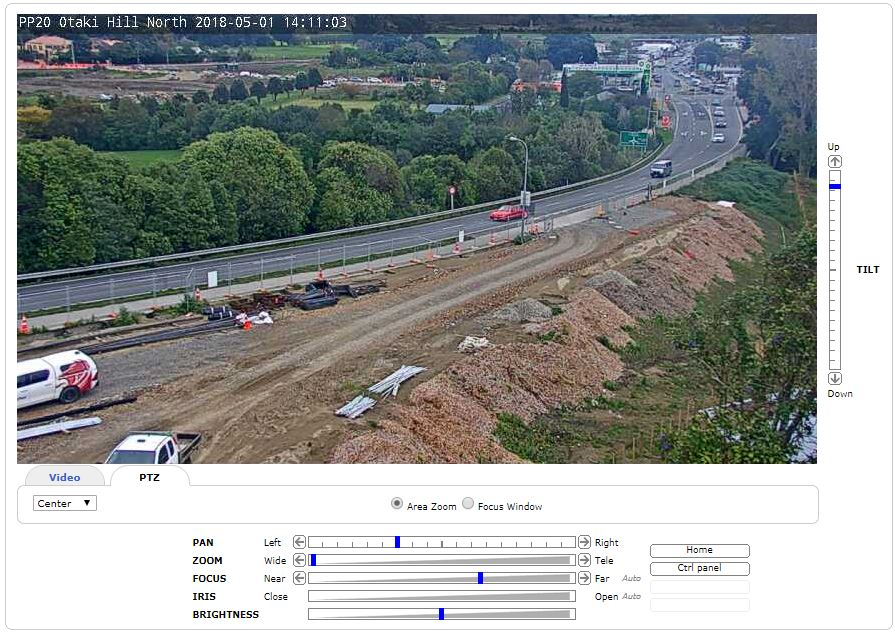 PP20 Otaki Hill North 2018-05-01 14:11:03
Up
TILT
Down
Video
PTZ
Center
Area Zoom
Focus Window
PAN Left Right
Home
ZOOM Wide Tele
Ctrl panel
FOCUS Near Far Auto
IRIS Close Open Auto
BRIGHTNESS